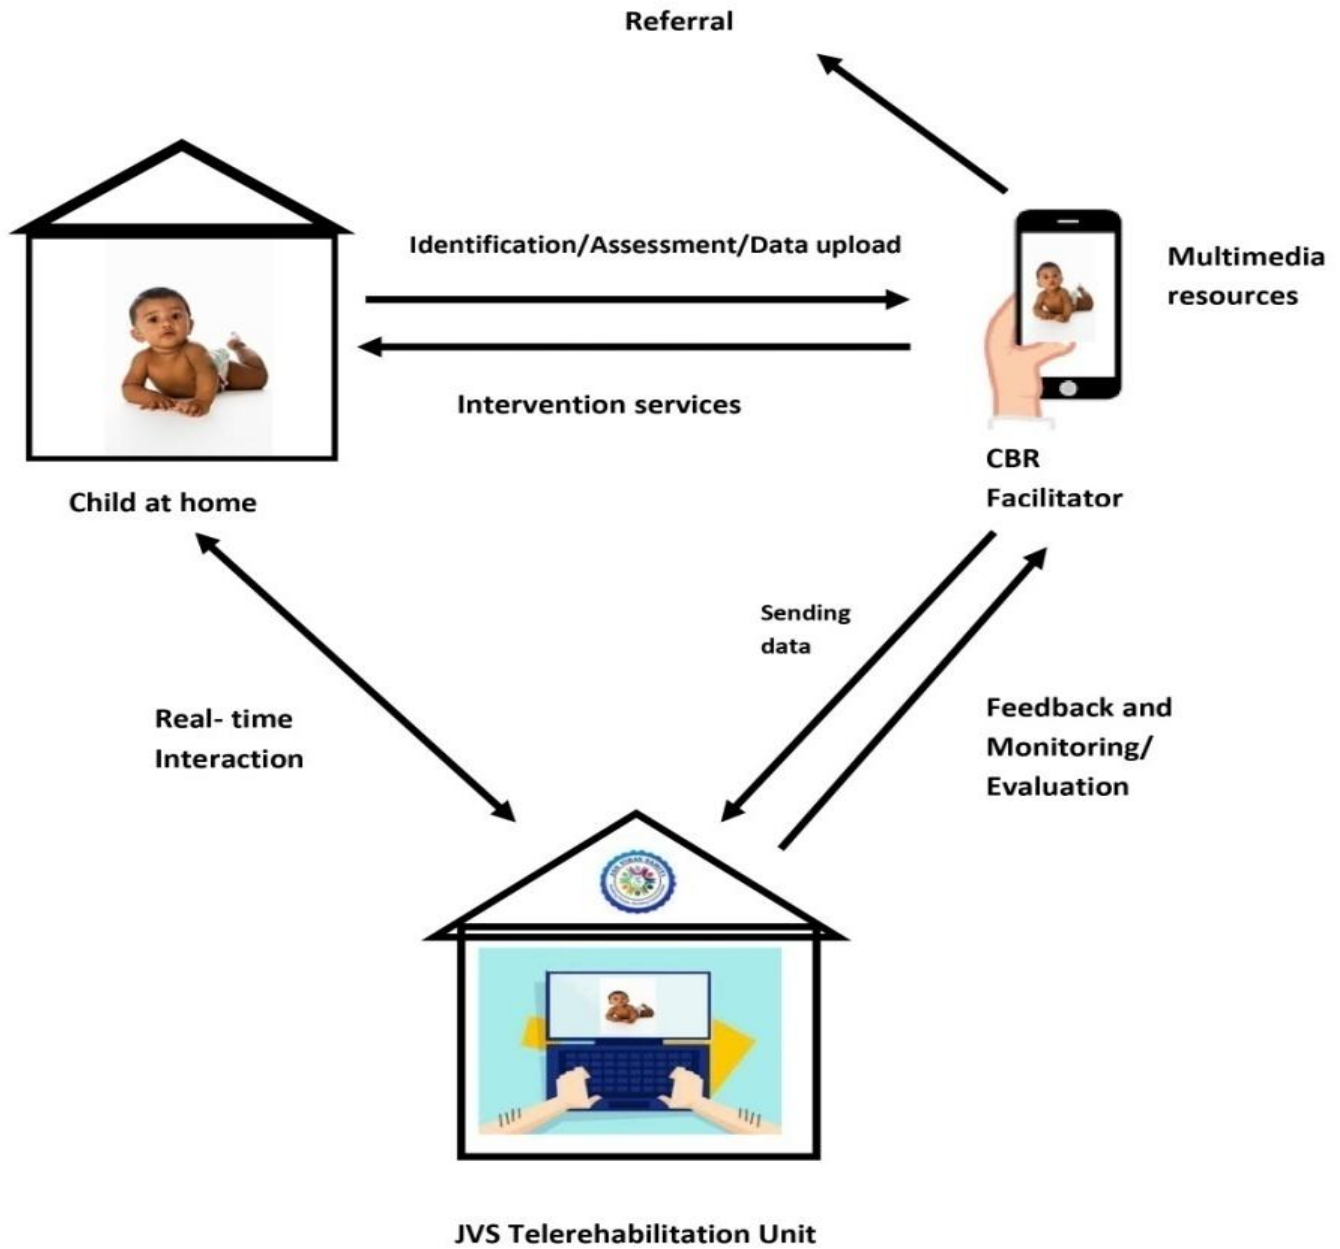 Referral
Identification/Assessment/Data upload
Multimedia
resources
Intervention services
CBR
Facilitator
Child at home
Sending
data
Real- time
Interaction
Feedback and
Monitoring/
Evaluation
JVS Telerehabilitation Unit